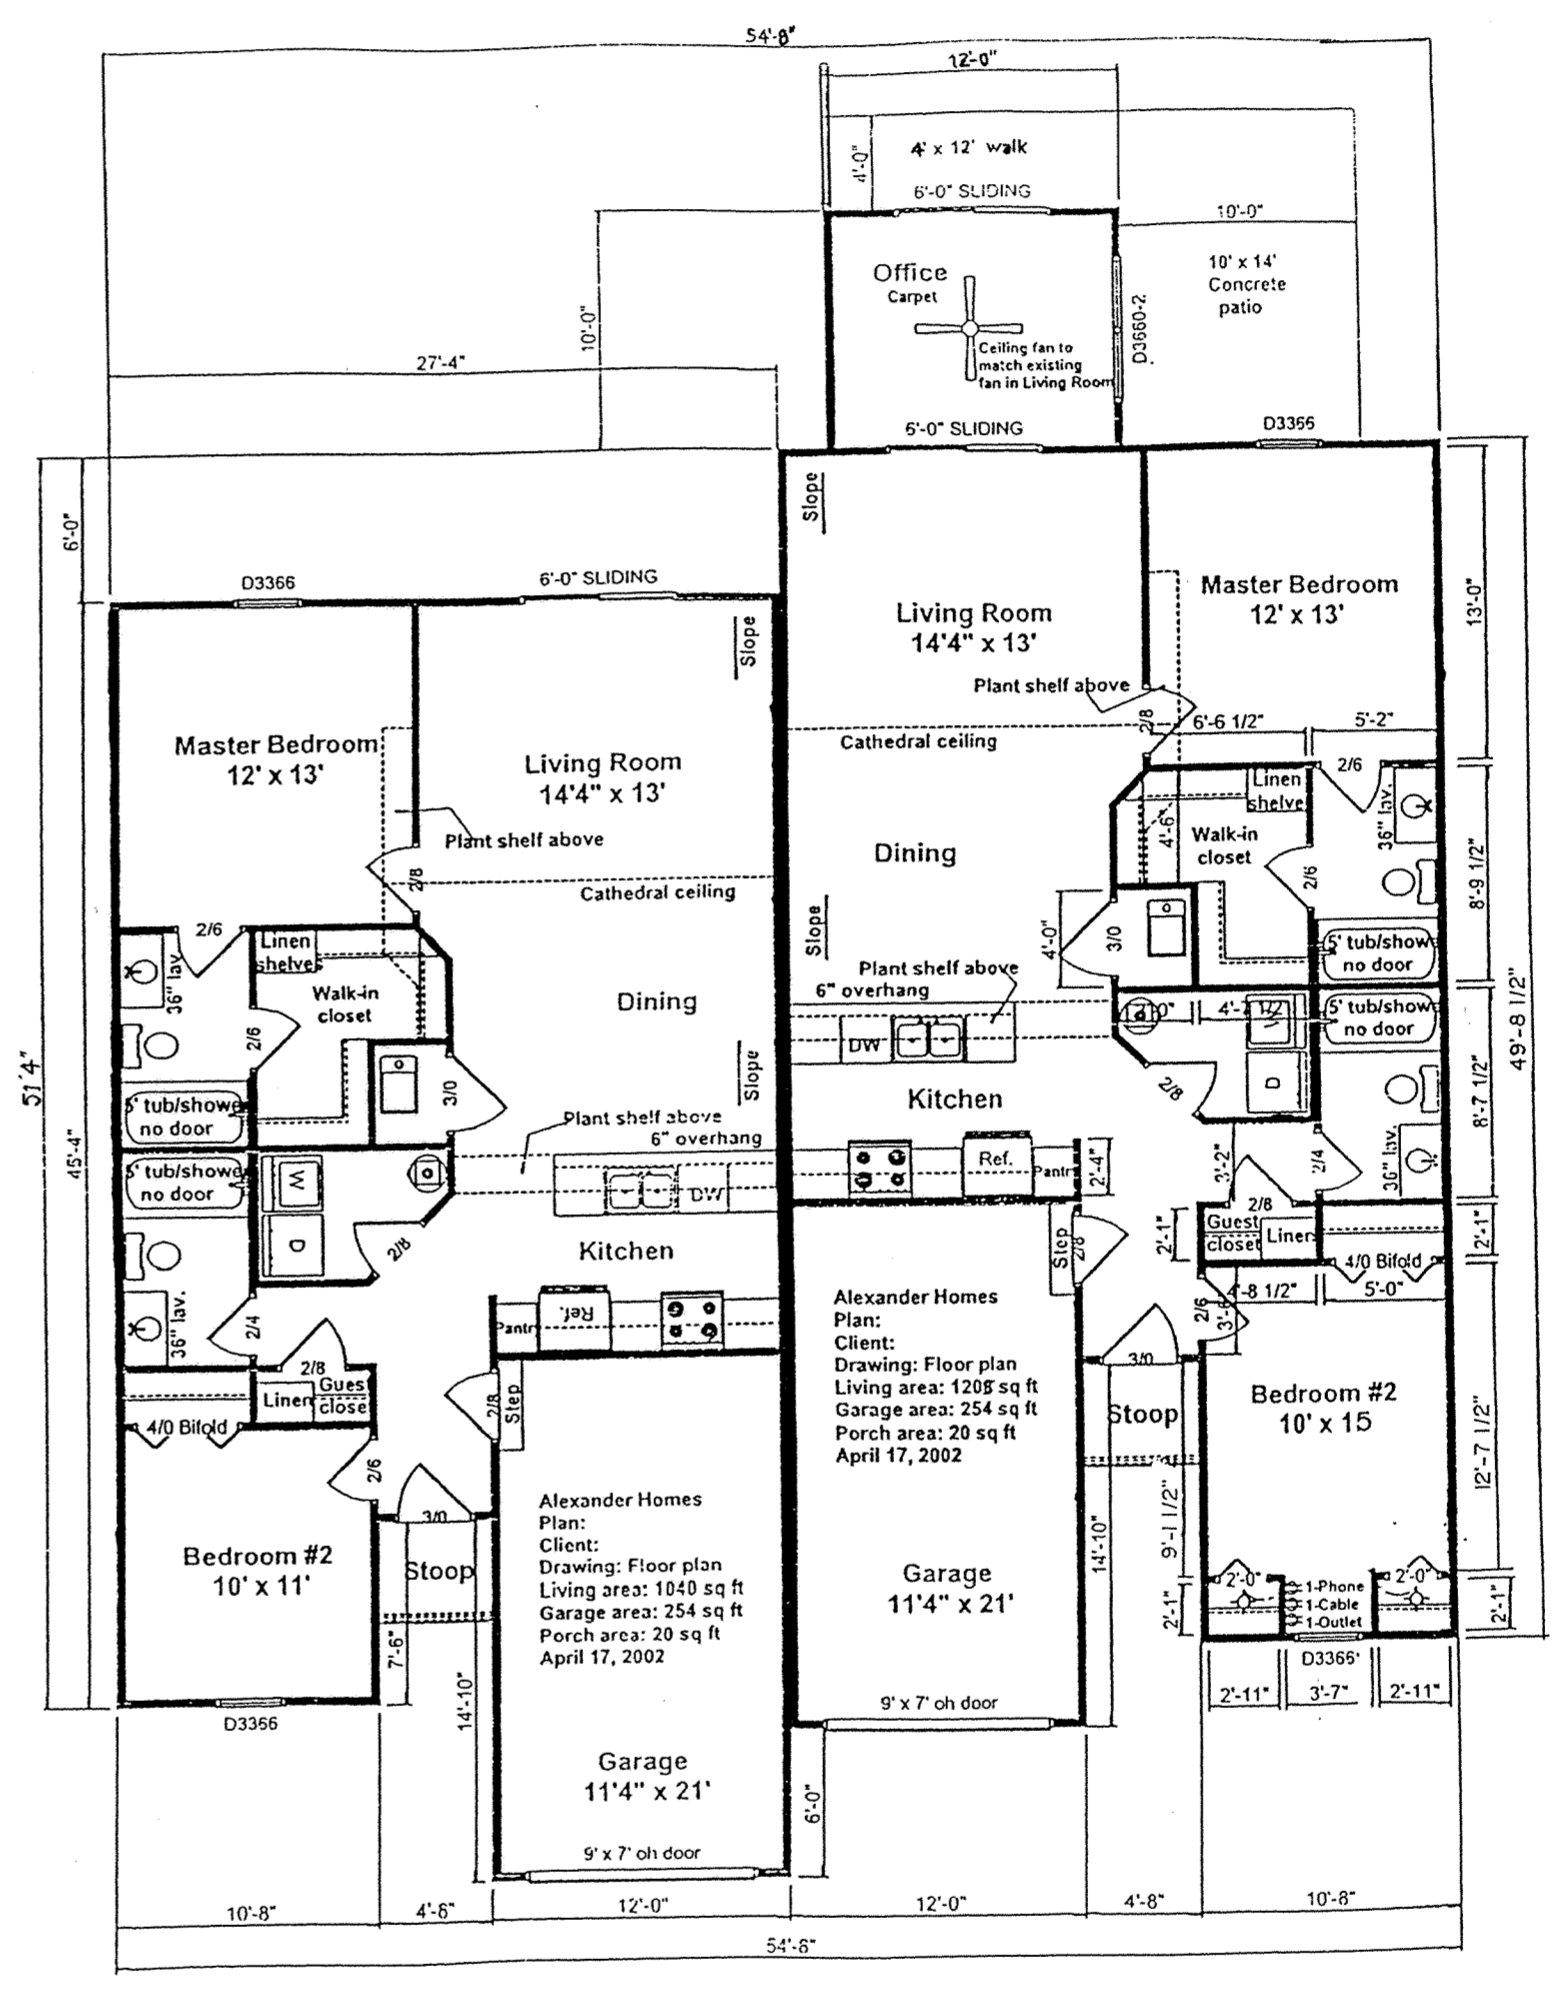 54'-8"
12'-0"
4'-0"
4' x 12' walk
6'-0" SLIDING
10'-0"
Office
Carpet
10' x 14'
Concrete
patio
10'-0"
D3660-2
Ceiling fan to
match existing
fan in Living Room
27'-4"
6'-0" SLIDING
D3366
Slope
6'-0"
D3366
6'-0" SLIDING
Slope
Living Room
14'4" x 13'
Master Bedroom
12' x 13'
13'-0"
Plant shelf above
2/8
6'-6 1/2"
5'-2"
Cathedral ceiling
Master Bedroom
12' x 13'
Living Room
14'4" x 13'
Plant shelf above
2/8
Cathedral ceiling
Linen
shelve
2/6
36" lav.
4'-6"
Walk-in
closet
2/6
8'-9 1/2"
Dining
Slope
4'-0"
3/0
5' tub/show
no door
2/6
Linen
shelve
36" lav.
Walk-in
closet
2/6
Dining
Plant shelf above
6" overhang
4'-7 1/2"
5' tub/show
no door
DW
W
D
2/8
Kitchen
49'-8 1/2"
8'-7 1/2"
51'4"
45'-4"
3/0
Slope
5' tub/show
no door
Plant shelf above
6" overhang
5' tub/show
no door
W
D
2/8
DW
Kitchen
Ref.
Pantr
2'-4"
3'-2"
2/4
36" lav.
2/8
Step
2/8
2'-1"
Guest
closet
Linen
4/0 Bifold
2'-1"
4'-8 1/2"
5'-0"
2/6
3'-6"
36" lav.
2/4
2/8
Pantr
Ref.
Linen
Guest
close
4/0 Bifold
2/8
Step
2/6
3/0
Alexander Homes
Plan:
Client:
Drawing: Floor plan
Living area: 1208 sq ft
Garage area: 254 sq ft
Porch area: 20 sq ft
April 17, 2002
3/0
Stoop
Bedroom #2
10' x 15
12'-7 1/2"
14'-10"
9'-1 1/2"
Alexander Homes
Plan:
Client:
Drawing: Floor plan
Living area: 1040 sq ft
Garage area: 254 sq ft
Porch area: 20 sq ft
April 17, 2002
Bedroom #2
10' x 11'
Stoop
7'-6"
14'-10"
Garage
11'4" x 21'
2'-1"
2'-0"
1-Phone
1-Cable
1-Outlet
2'-0"
2'-1"
D3366'
2'-11"
3'-7"
2'-11"
D3366
9' x 7' oh door
Garage
11'4" x 21'
6'-0"
9' x 7' oh door
10'-8"
4'-8"
12'-0"
12'-0"
4'-8"
10'-8"
54'-8"